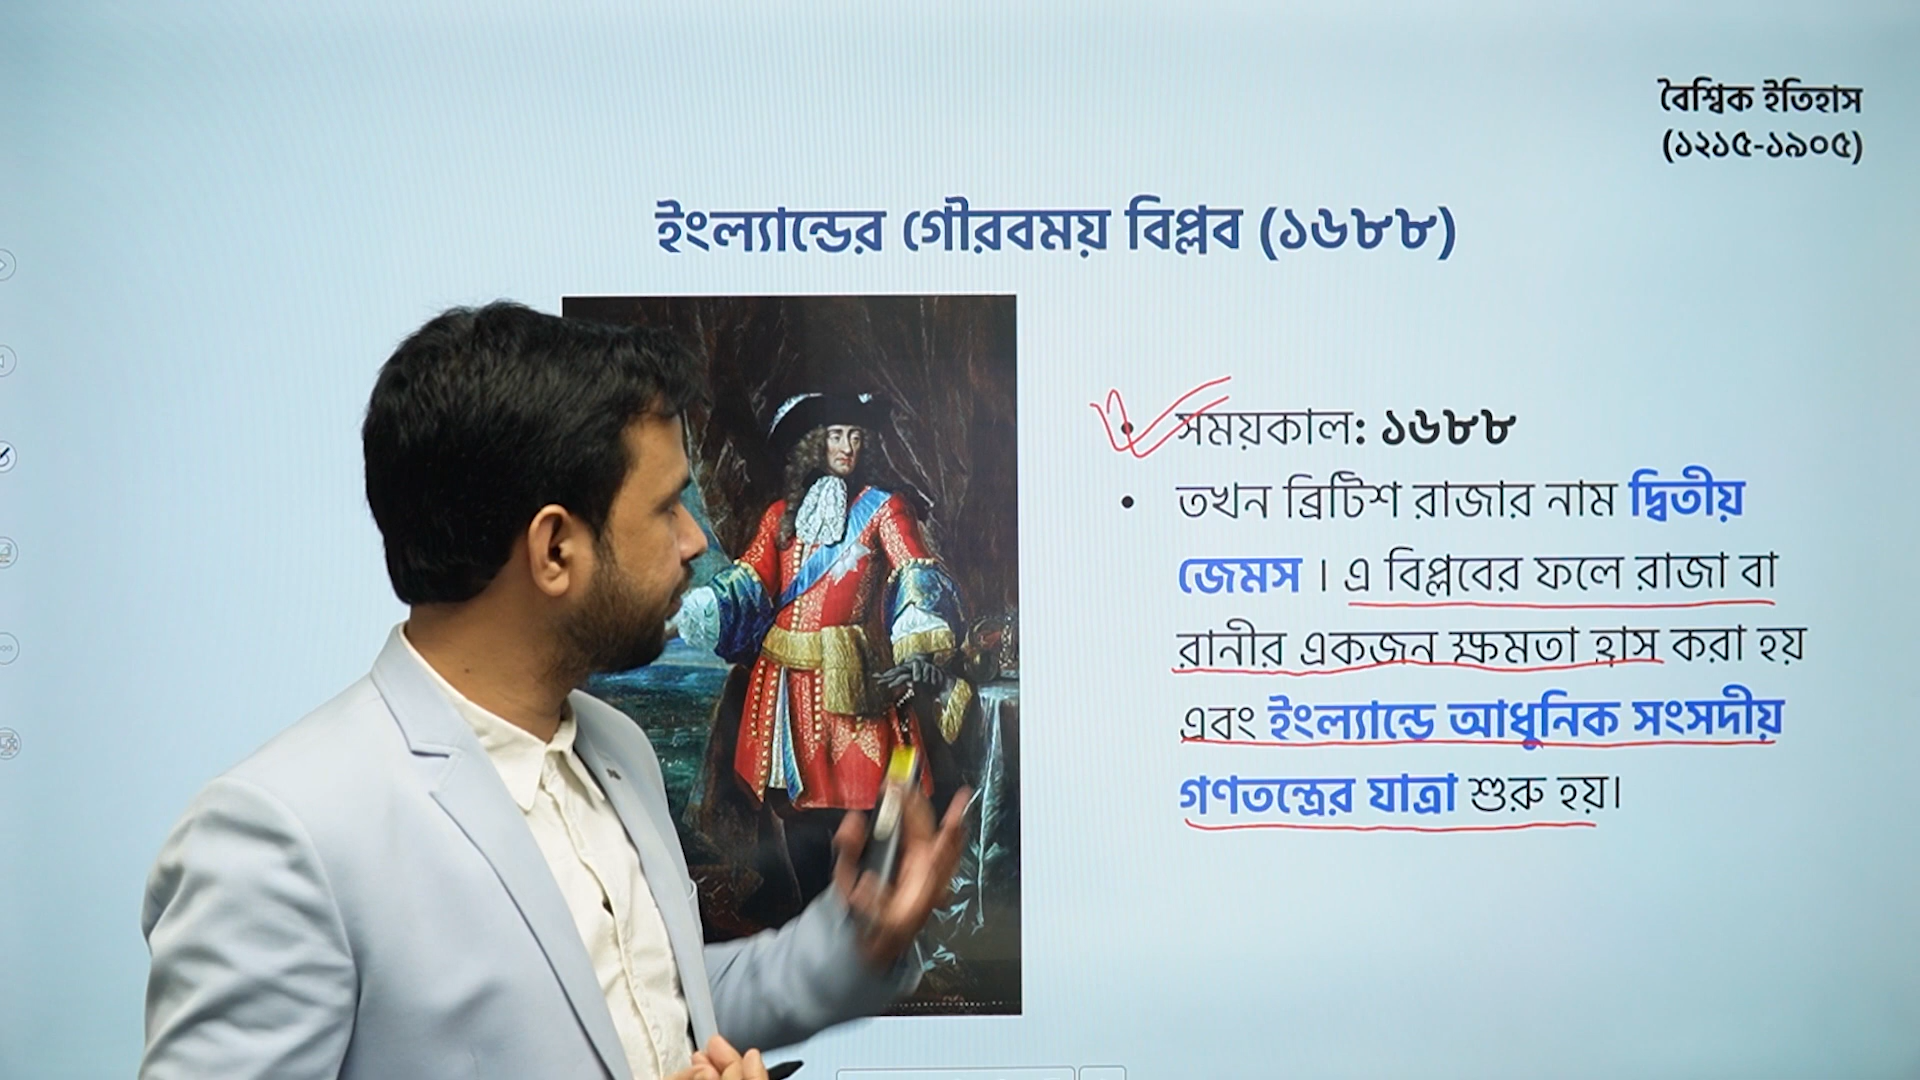 বৈশ্বিক ইতিহাস
(১২১৫-১৯০৫)
ইংল্যান্ডের গৌরবময় বিপ্লব (১৬৮৮)
• সময়কাল: ১৬৮৮
• তখন ব্রিটিশ রাজার নাম দ্বিতীয়
জেমস । এ বিপ্লবের ফলে রাজা বা
রানীর একজন ক্ষমতা হ্রাস করা হয়
এবং ইংল্যান্ডে আধুনিক সংসদীয়
গণতন্ত্রের যাত্রা শুরু হয়।